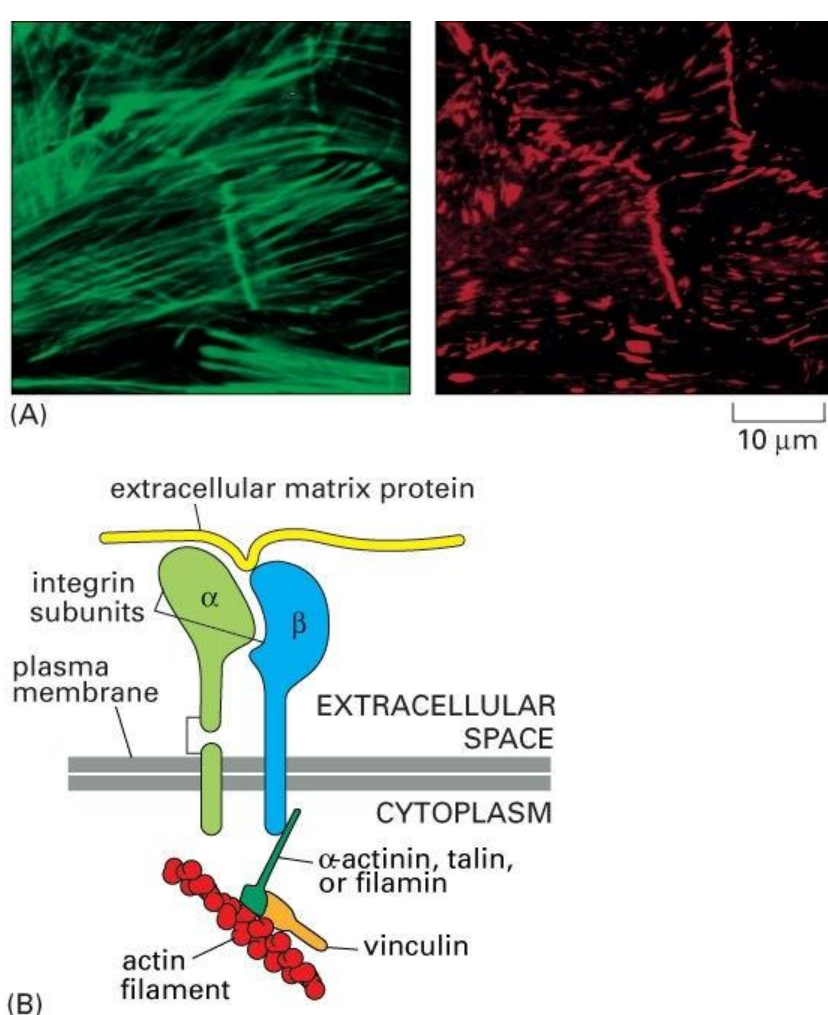 (A)
10 µm
extracellular matrix protein
integrin
subunits
α
β
plasma
membrane
EXTRACELLULAR
SPACE
CYTOPLASM
α-actinin, talin,
or filamin
vinculin
actin
filament
(B)